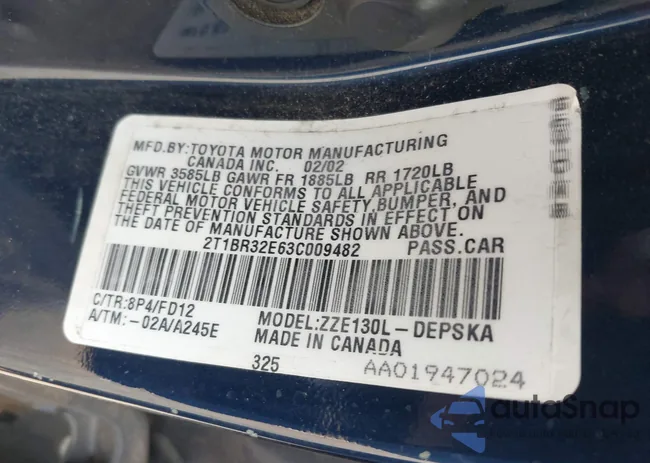 MFD.BY:TOYOTA MOTOR MANUFACTURING
CANADA INC. 02/02
GVWR 3585LB GAWR FR 1885LB RR 1720LB
THIS VEHICLE CONFORMS TO ALL APPLICABLE
FEDERAL MOTOR VEHICLE SAFETY,BUMPER, AND
THEFT PREVENTION STANDARDS IN EFFECT ON
THE DATE OF MANUFACTURE SHOWN ABOVE.
2T1BR32E63C009482 PASS.CAR
C/TR:8P4/FD12
A/TM:-02A/A245E
MODEL:ZZE130L-DEPSKA
MADE IN CANADA
325
AA01947024
autoSnap